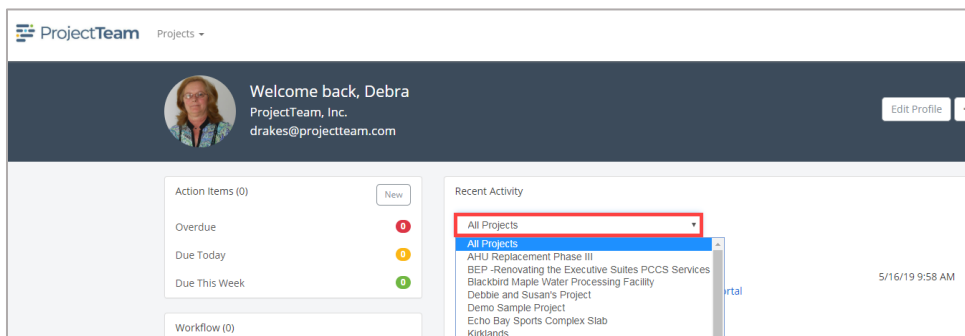 ProjectTeam Projects
Welcome back, Debra
ProjectTeam, Inc.
drakes@projectteam.com
Edit Profile
Action Items (0) New
Overdue 0
Due Today 0
Due This Week 0
Workflow (0)
Recent Activity
All Projects
All Projects
AHU Replacement Phase III
BEP -Renovating the Executive Suites PCCS Services
Blackbird Maple Water Processing Facility
Debbie and Susan's Project
Demo Sample Project
Echo Bay Sports Complex Slab
Kirklands
5/16/19 9:58 AM